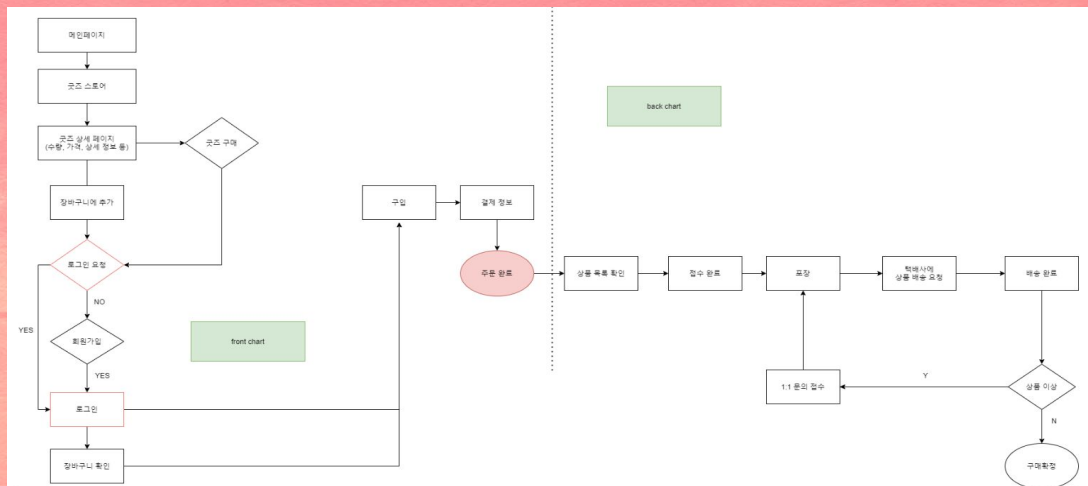 메인페이지
굿즈 스토어
굿즈 상세 페이지
(수량, 가격, 상세 정보 등)
굿즈 구매
장바구니에 추가
로그인 요청
YES
NO
회원가입
YES
로그인
장바구니 확인
front chart
구입
결제 정보
주문 완료
back chart
상품 목록 확인
접수 완료
포장
택배사에
상품 배송 요청
배송 완료
상품 이상
Y
1:1 문의 접수
N
구매확정